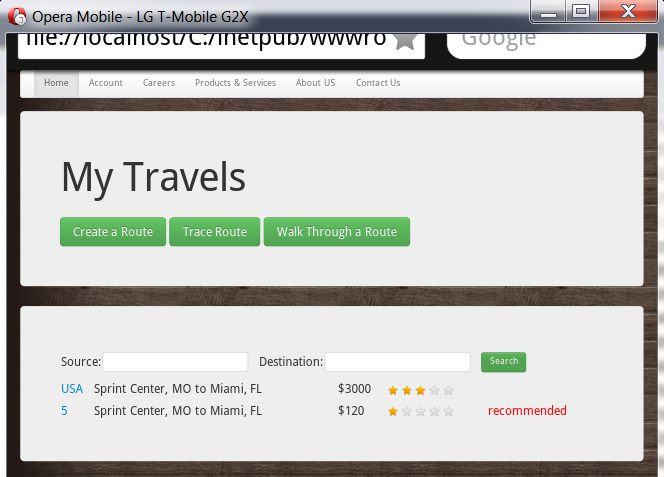 Opera Mobile - LG T-Mobile G2X
file://localhost/C:/inetpub/wwwro Google
Home Account Careers Products & Services About US Contact Us
My Travels
Create a Route Trace Route Walk Through a Route
Source: Destination: Search
USA Sprint Center, MO to Miami, FL $3000
5 Sprint Center, MO to Miami, FL $120 recommended